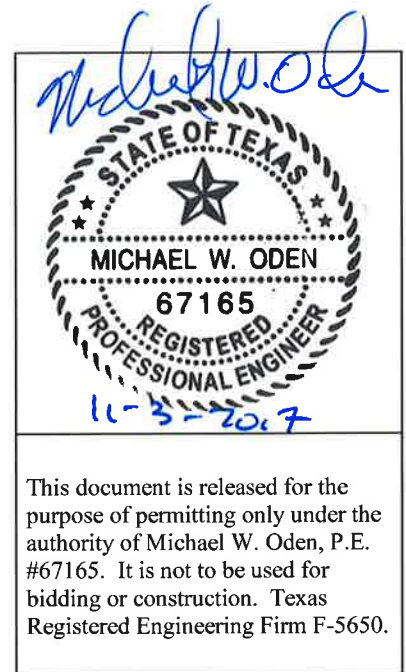 Michael W. Oden
STATE OF TEXAS
MICHAEL W. ODEN
67165
REGISTERED
PROFESSIONAL ENGINEER
11-3-2017
This document is released for the
purpose of permitting only under the
authority of Michael W. Oden, P.E.
#67165. It is not to be used for
bidding or construction. Texas
Registered Engineering Firm F-5650.